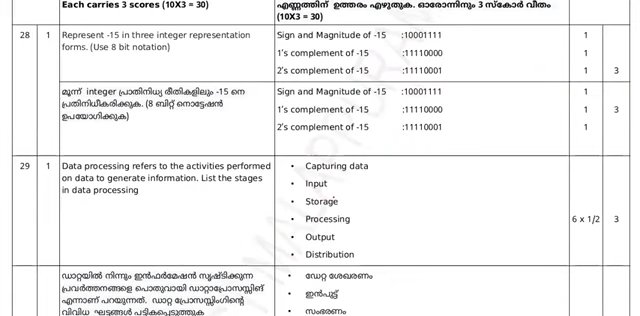 Each carries 3 scores (10X3 = 30)
എണ്ണത്തിന് ഉത്തരം എഴുതുക. ഓരോന്നിനും 3 സ്കോർ വീതം
(10X3 = 30)
28 1 Represent -15 in three integer representation
forms. (Use 8 bit notation)
Sign and Magnitude of -15 :10001111 1
1's complement of -15 :11110000 1
2's complement of -15 :11110001 1 3
മൂന്ന് integer പ്രാതിനിധ്യ രീതികളിലും -15 നെ
പ്രതിനിധീകരിക്കുക. (8 ബിറ്റ് നൊട്ടേഷൻ
ഉപയോഗിക്കുക)
Sign and Magnitude of -15 :10001111 1
1's complement of -15 :11110000 1
2's complement of -15 :11110001 1 3
29 1 Data processing refers to the activities performed
on data to generate information. List the stages
in data processing
• Capturing data
• Input
• Storage
• Processing 6 x 1/2 3
• Output
• Distribution
ഡാറ്റയിൽ നിന്നും ഇൻഫർമേഷൻ സൃഷ്ടിക്കുന്ന
പ്രവർത്തനങ്ങളെ പൊതുവായി ഡാറ്റാപ്രോസസ്സിങ്
എന്നാണ് പറയുന്നത്. ഡാറ്റ പ്രോസസ്സിംഗിന്റെ
വിവിധ ഘട്ടങ്ങൾ പട്ടികപ്പെടുത്തുക
• ഡേറ്റ ശേഖരണം
• ഇൻപുട്ട്
• സംഭരണം